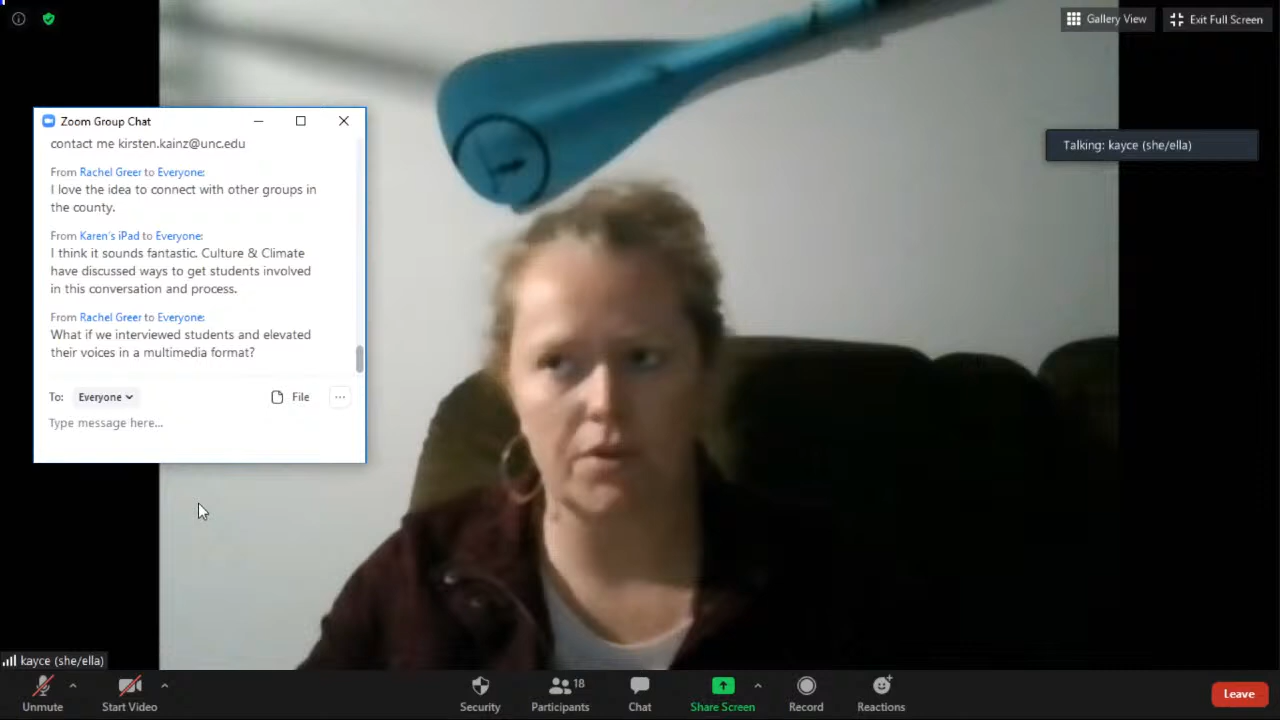 Gallery View
Exit Full Screen
Zoom Group Chat
contact me kirsten.kainz@unc.edu
From Rachel Greer to Everyone:
I love the idea to connect with other groups in
the county.
From Karen's iPad to Everyone:
I think it sounds fantastic. Culture & Climate
have discussed ways to get students involved
in this conversation and process.
From Rachel Greer to Everyone:
What if we interviewed students and elevated
their voices in a multimedia format?
To: Everyone
File
Type message here...
Talking: kayce (she/ella)
kayce (she/ella)
Unmute
Start Video
Security
Participants 18
Chat
Share Screen
Record
Reactions
Leave